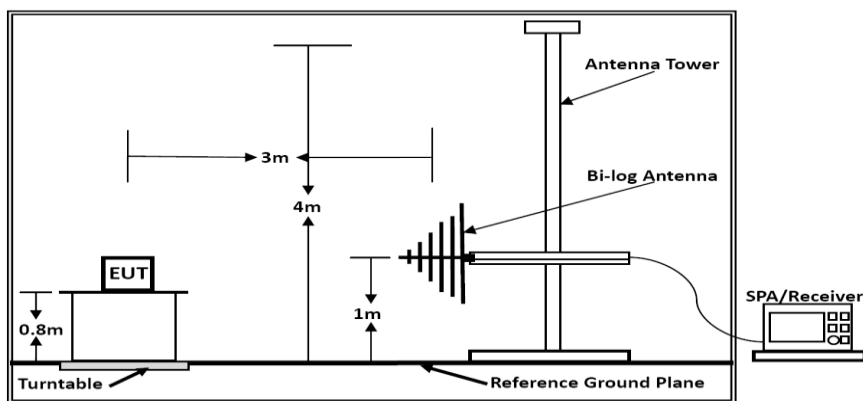 Antenna Tower
3m
Bi-log Antenna
4m
EUT
SPA/Receiver
0.8m
1m
Turntable
Reference Ground Plane